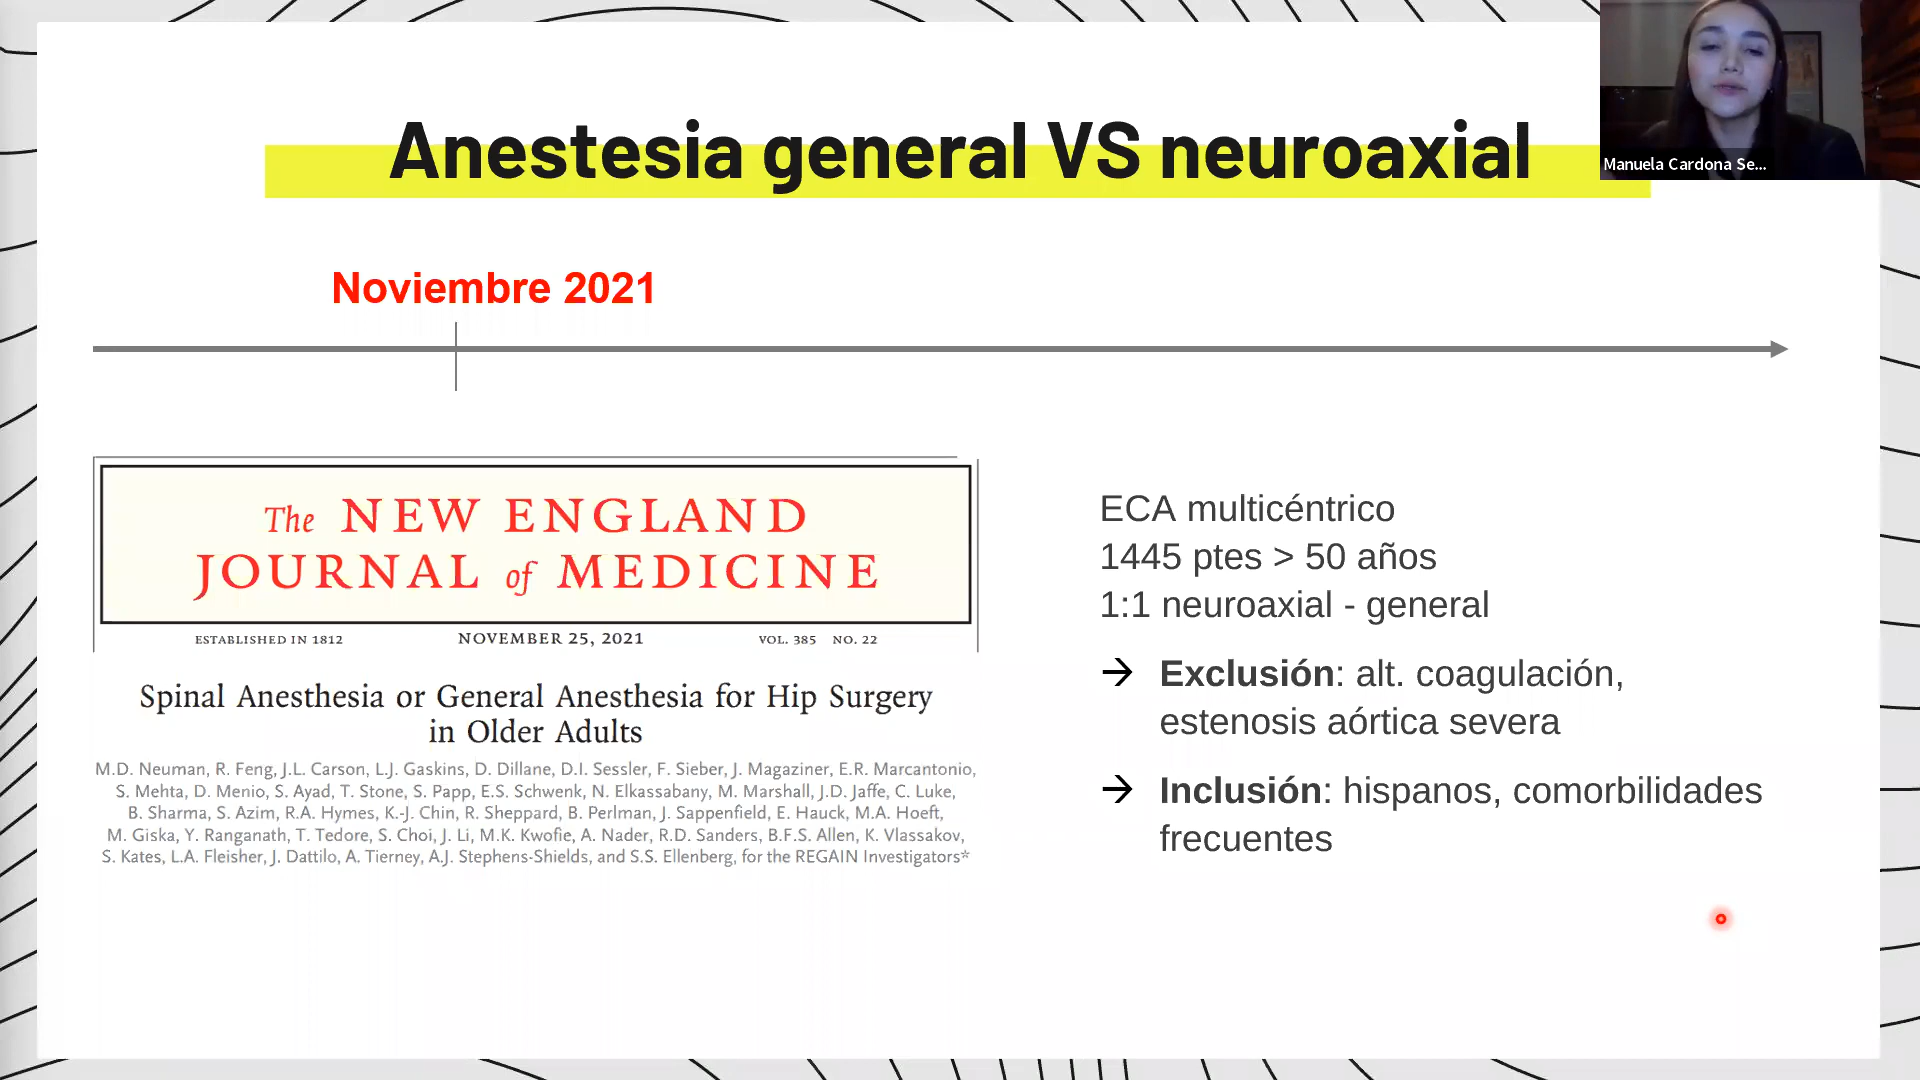 Anestesia general VS neuroaxial
Manuela Cardona Se...
Noviembre 2021
The NEW ENGLAND
JOURNAL of MEDICINE
ESTABLISHED IN 1812 NOVEMBER 25, 2021 VOL. 385 NO. 22
Spinal Anesthesia or General Anesthesia for Hip Surgery
in Older Adults
M.D. Neuman, R. Feng, J.L. Carson, L.J. Gaskins, D. Dillane, D.I. Sessler, F. Sieber, J. Magaziner, E.R. Marcantonio,
S. Mehta, D. Menio, S. Ayad, T. Stone, S. Papp, E.S. Schwenk, N. Elkassabany, M. Marshall, J.D. Jaffe, C. Luke,
B. Sharma, S. Azim, R.A. Hymes, K.-J. Chin, R. Sheppard, B. Perlman, J. Sappenfield, E. Hauck, M.A. Hoeft,
M. Giska, Y. Ranganath, T. Tedore, S. Choi, J. Li, M.K. Kwofie, A. Nader, R.D. Sanders, B.F.S. Allen, K. Vlassakov,
S. Kates, L.A. Fleisher, J. Dattilo, A. Tierney, A.J. Stephens-Shields, and S.S. Ellenberg, for the REGAIN Investigators*
ECA multicéntrico
1445 ptes > 50 años
1:1 neuroaxial - general
→ Exclusión: alt. coagulación,
estenosis aórtica severa
→ Inclusión: hispanos, comorbilidades
frecuentes